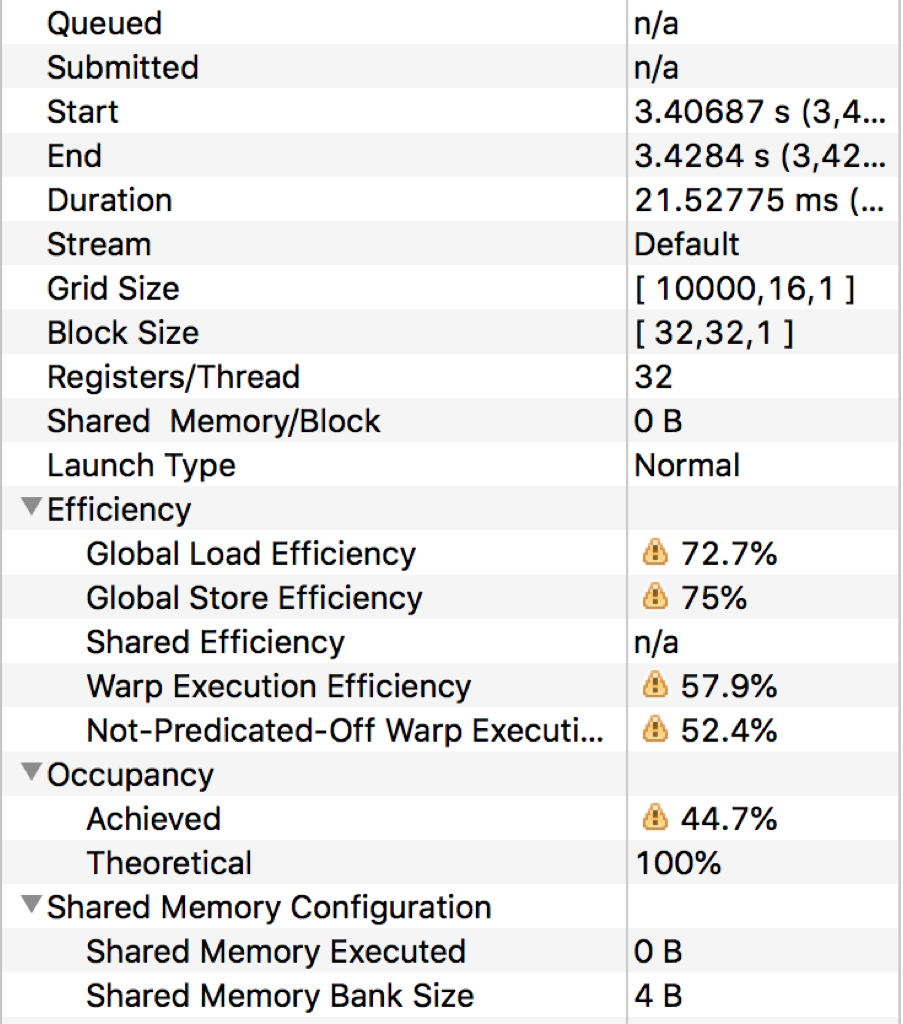 Queued n/a
Submitted n/a
Start 3.40687 s (3,4...
End 3.4284 s (3,42...
Duration 21.52775 ms (...
Stream Default
Grid Size [ 10000,16,1 ]
Block Size [ 32,32,1 ]
Registers/Thread 32
Shared Memory/Block 0 B
Launch Type Normal
Efficiency
Global Load Efficiency 72.7%
Global Store Efficiency 75%
Shared Efficiency n/a
Warp Execution Efficiency 57.9%
Not-Predicated-Off Warp Executi... 52.4%
Occupancy
Achieved 44.7%
Theoretical 100%
Shared Memory Configuration
Shared Memory Executed 0 B
Shared Memory Bank Size 4 B